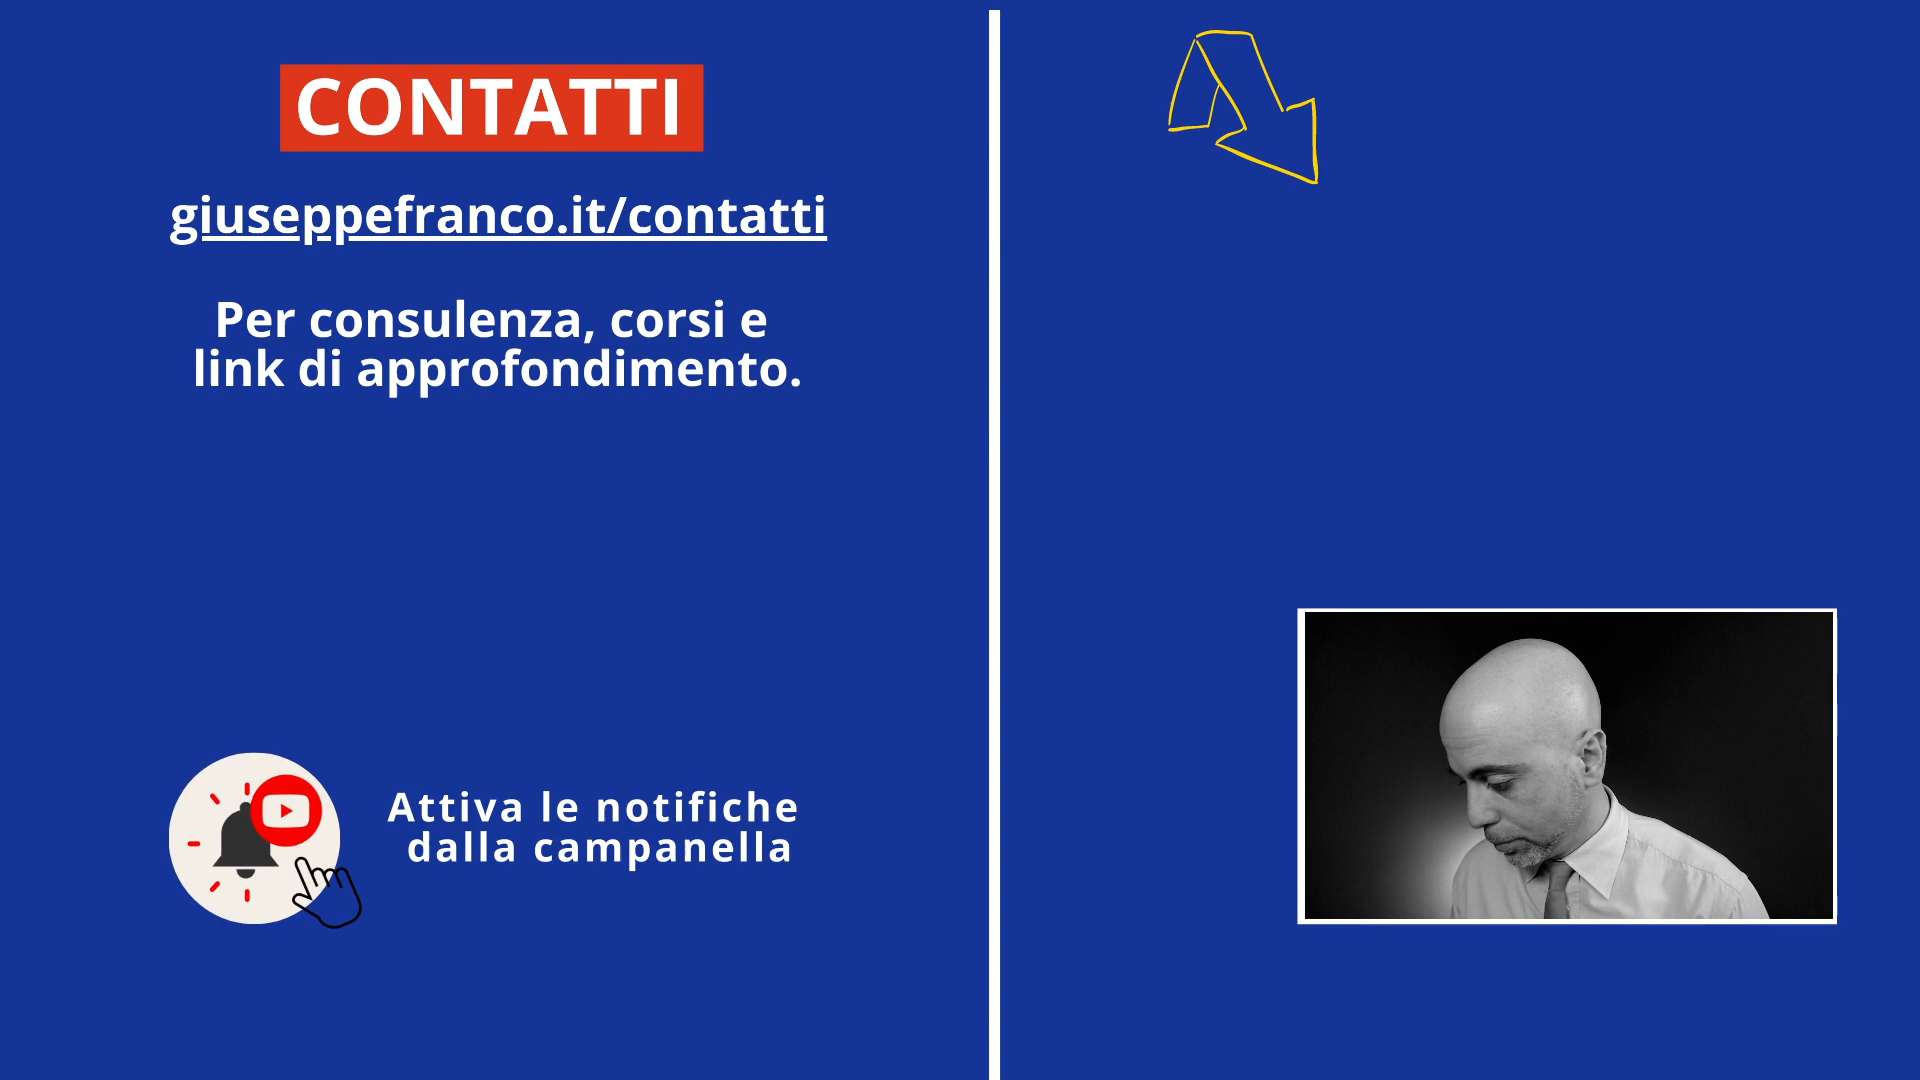 CONTATTI
giuseppefranco.it/contatti
Per consulenza, corsi e
link di approfondimento.
Attiva le notifiche
dalla campanella